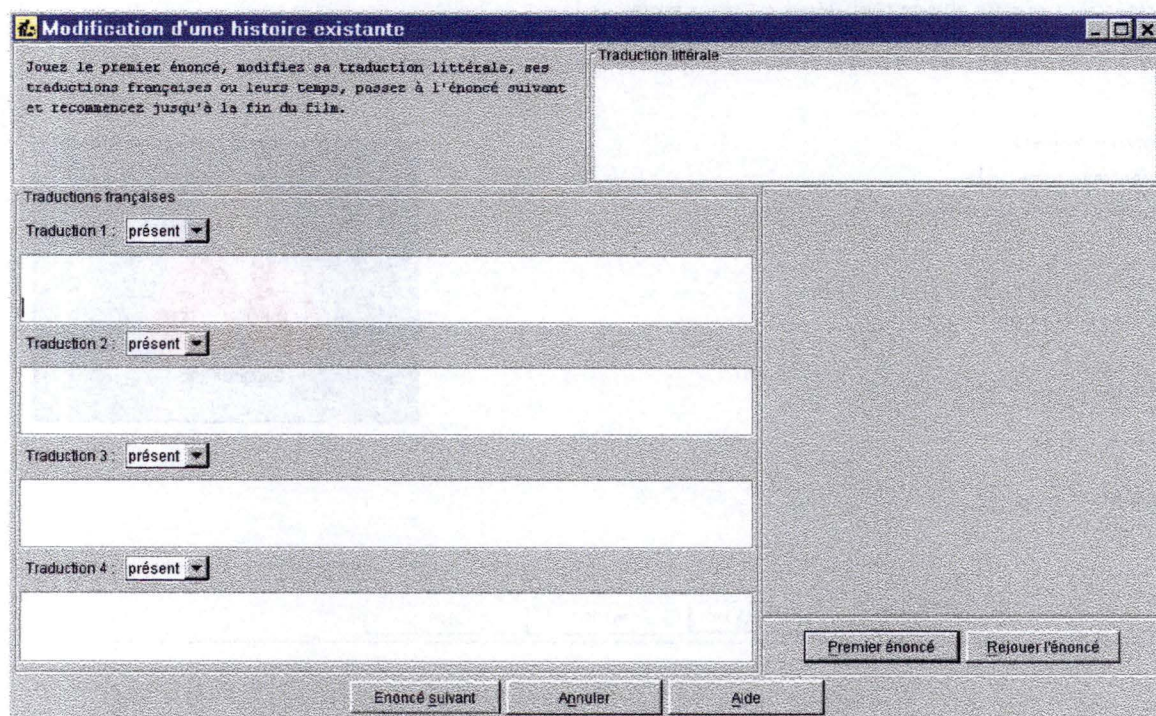 Modification d'une histoire existante
Jouez le premier énoncé, modifiez sa traduction littérale, ses
traductions françaises ou leurs temps, passez à l'énoncé suivant
et recommencez jusqu'à la fin du film.
Traduction littérale
Traductions françaises
Traduction 1 : présent
Traduction 2 : présent
Traduction 3 : présent
Traduction 4 : présent
Premier énoncé Rejouer l'énoncé
Enoncé suivant Annuler Aide